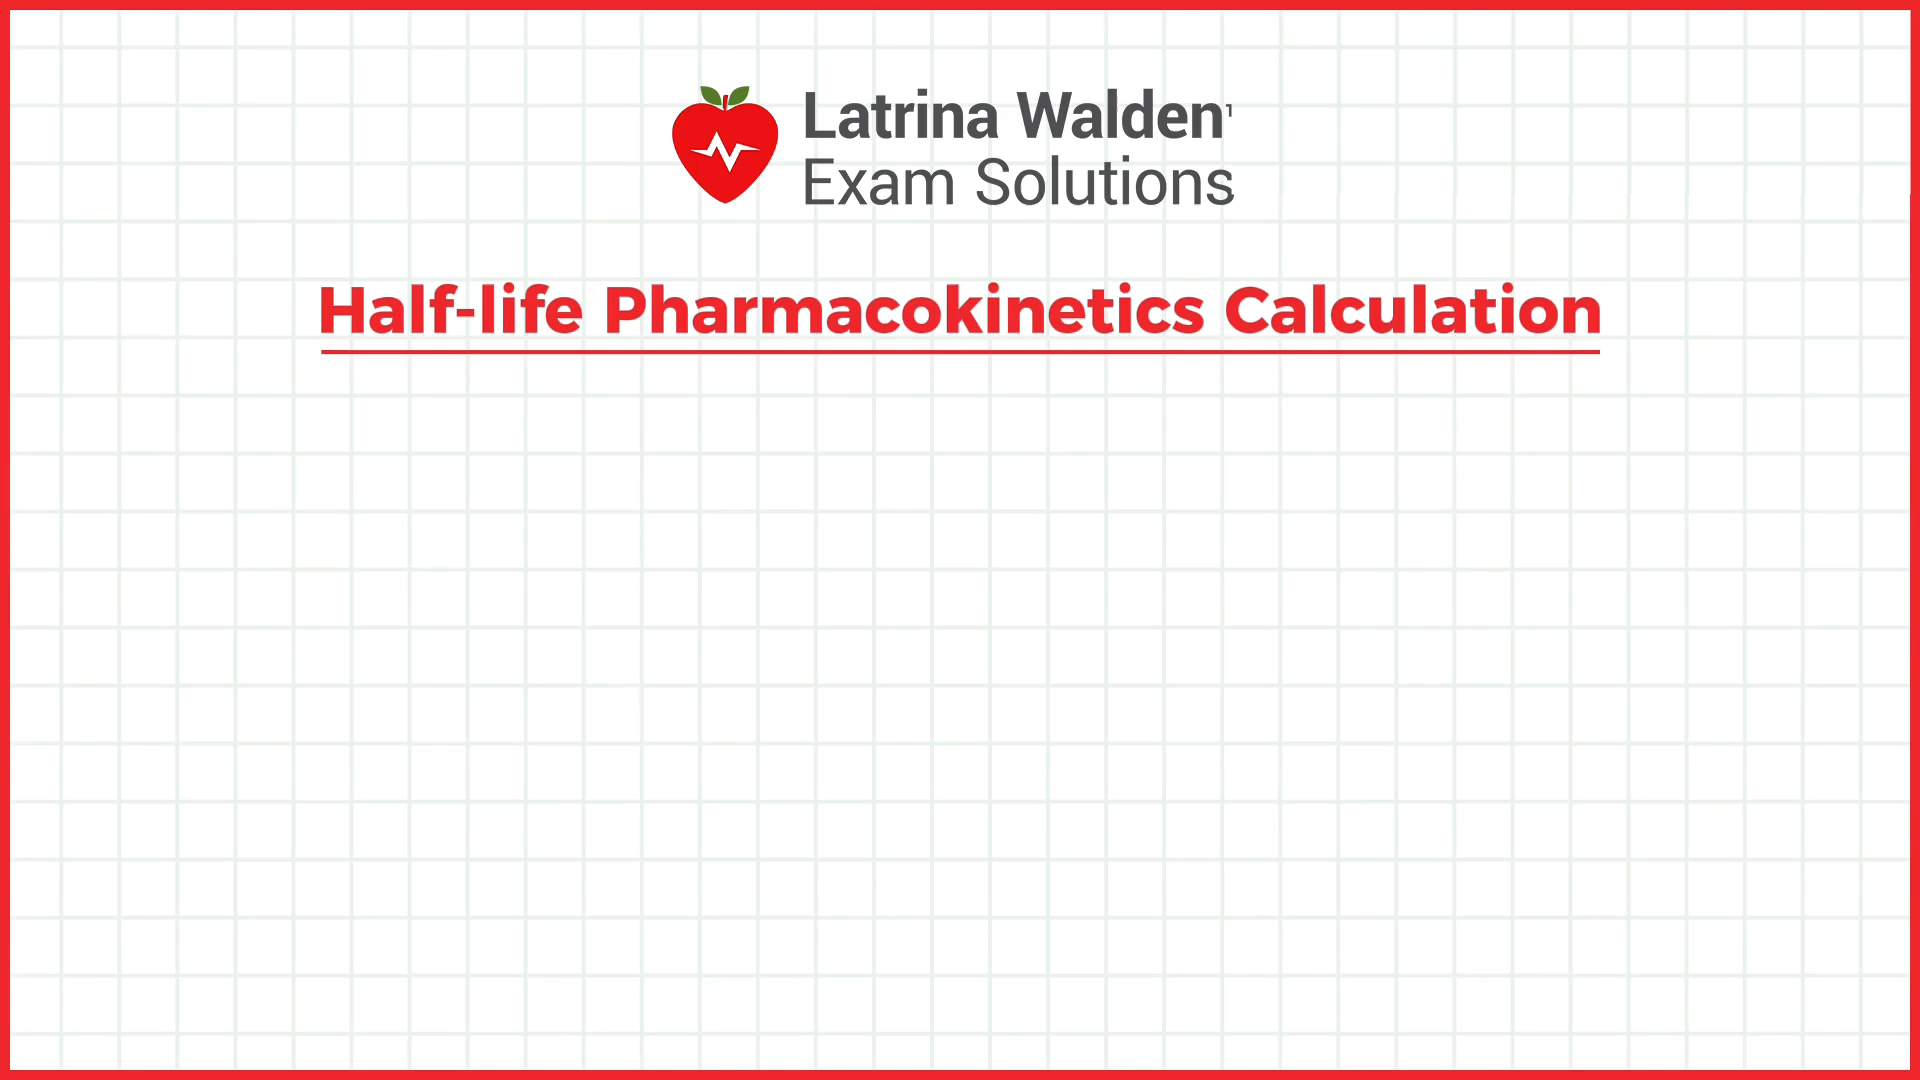 Latrina Walden
Exam Solutions
Half-life Pharmacokinetics Calculation